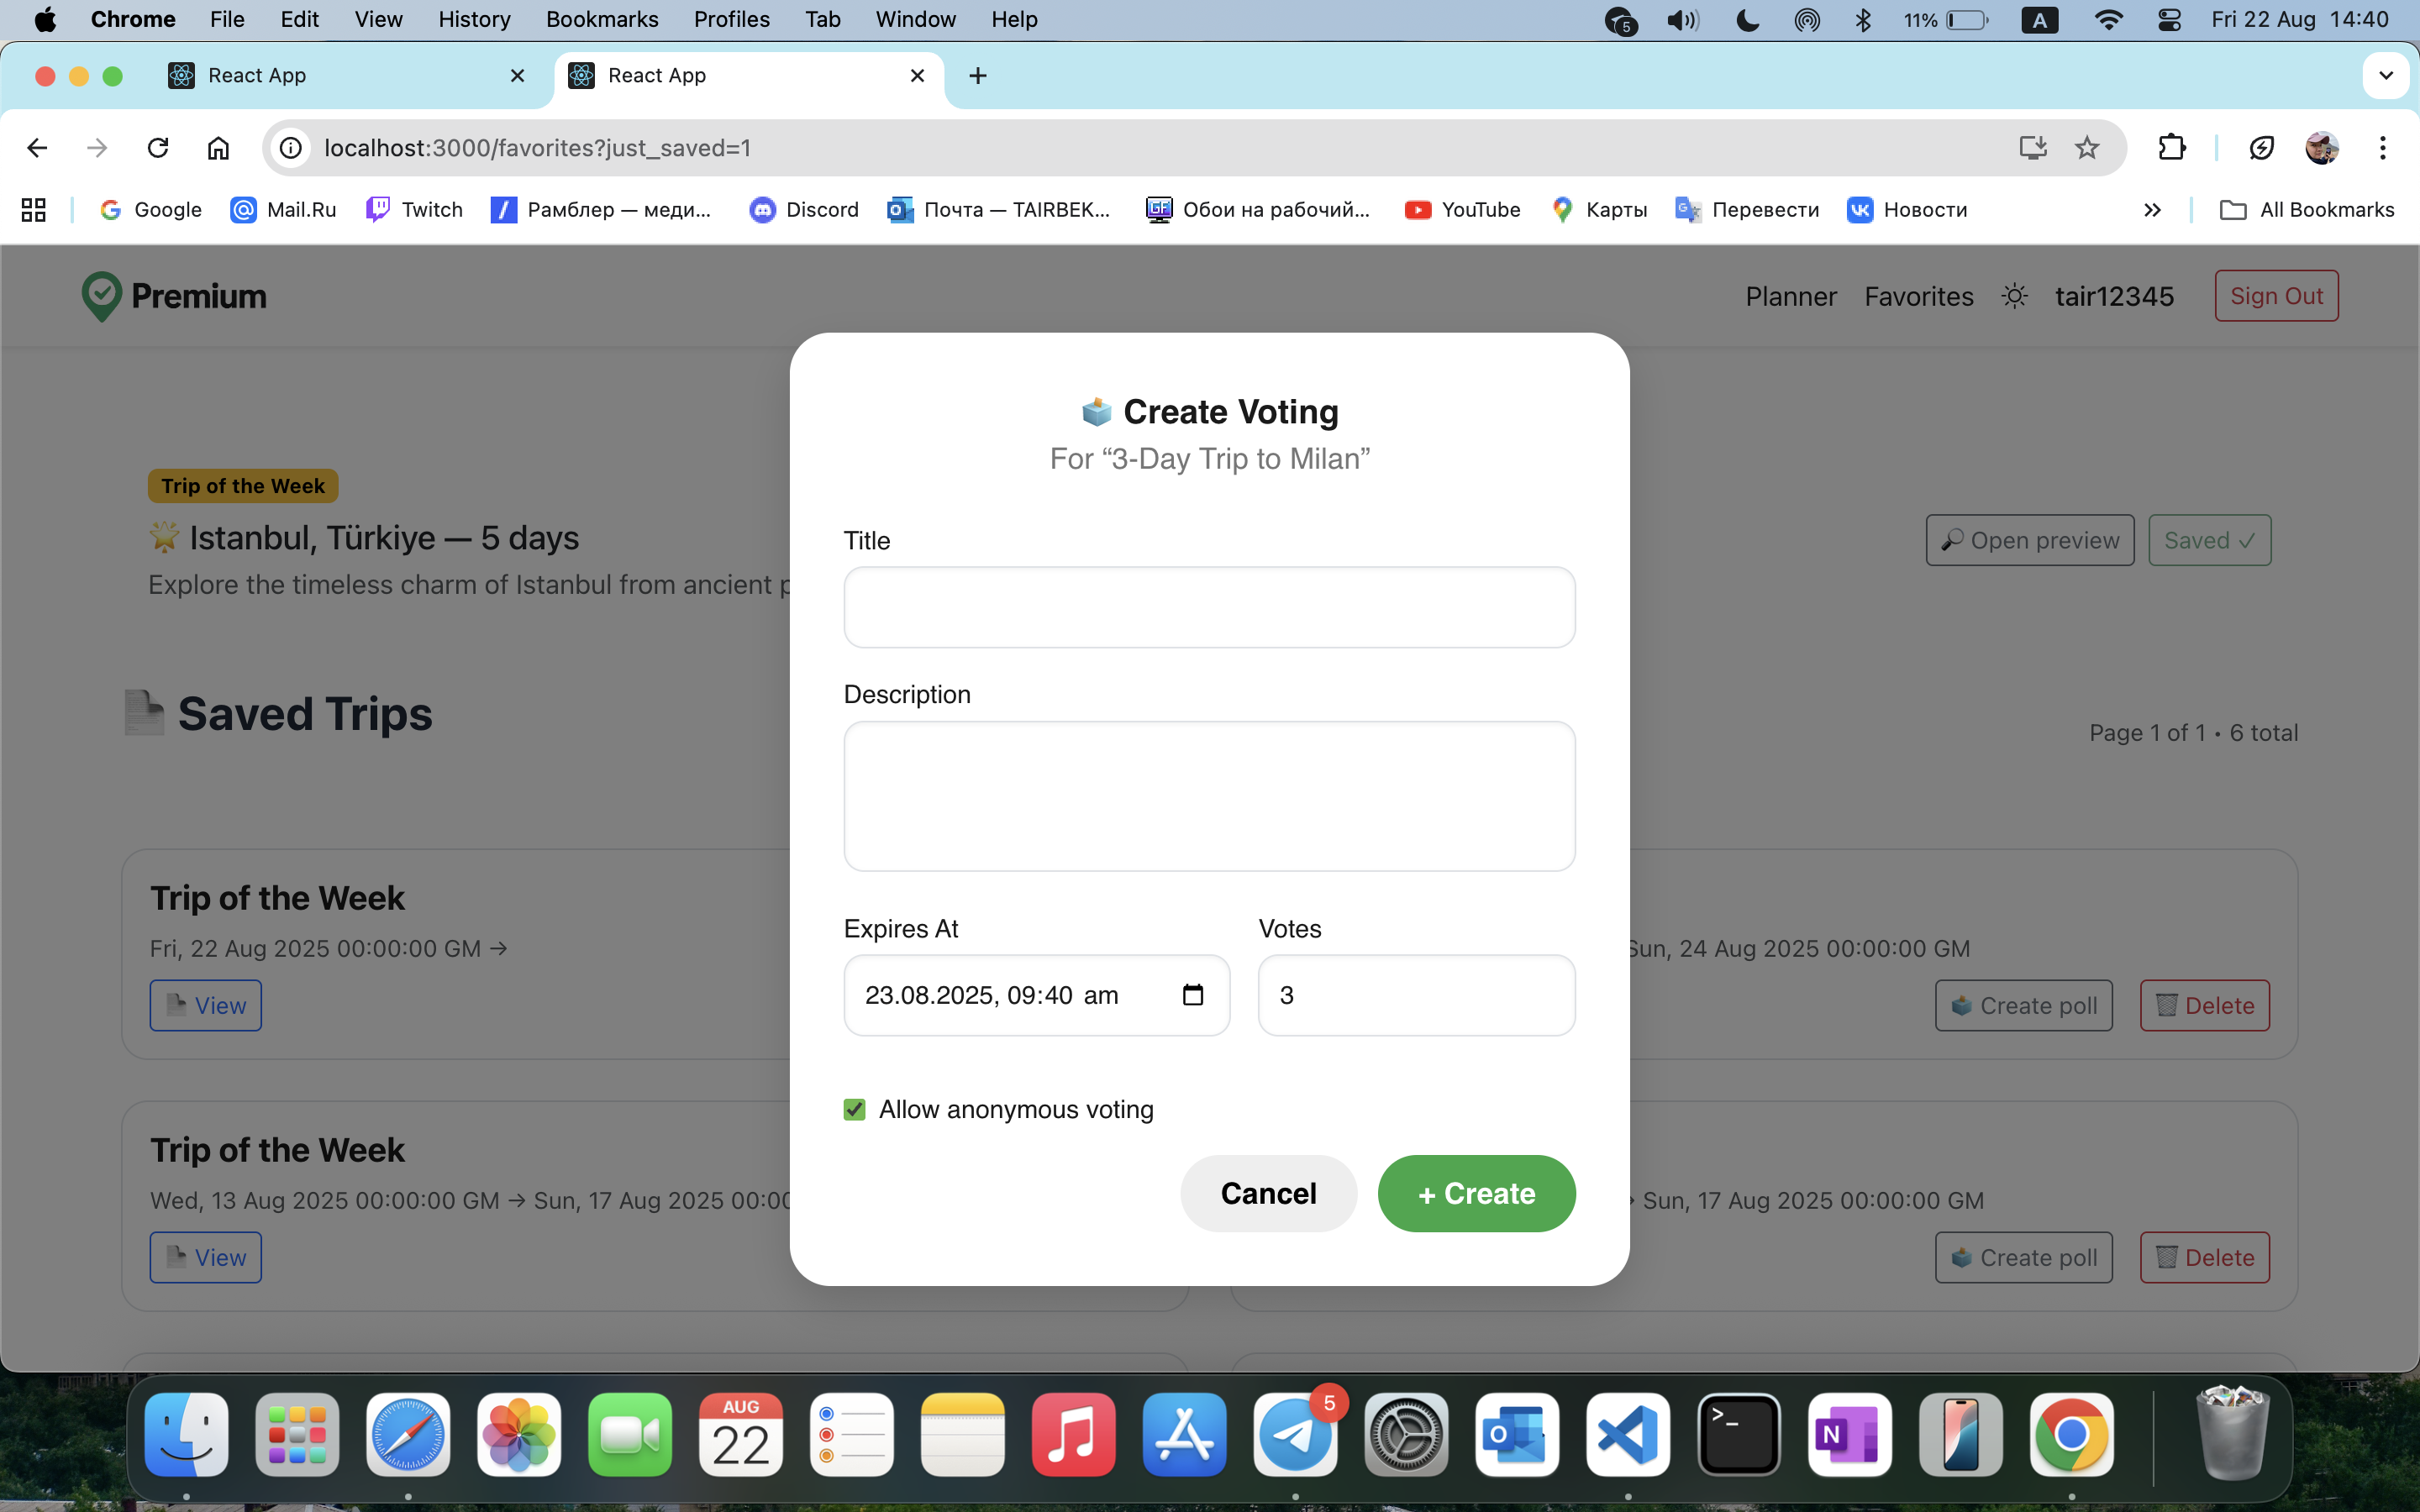 Chrome File Edit View History Bookmarks Profiles Tab Window Help 5 11% A Fri 22 Aug 14:40
React App React App
localhost:3000/favorites?just_saved=1
Google Mail.Ru Twitch Рамблер — меди... Discord Почта — TAIRBEK... Обои на рабочий... YouTube Карты Перевести Новости All Bookmarks
Premium Planner Favorites tair12345 Sign Out
Create Voting
For “3-Day Trip to Milan”
Trip of the Week
Istanbul, Türkiye — 5 days
Explore the timeless charm of Istanbul from ancient
Open preview Saved ✓
Title
Description
Saved Trips
Page 1 of 1 • 6 total
Expires At Votes
23.08.2025, 09:40 am 3
Allow anonymous voting
Cancel + Create
Trip of the Week
Fri, 22 Aug 2025 00:00:00 GM →
Sun, 24 Aug 2025 00:00:00 GM
View Create poll Delete
Trip of the Week
Wed, 13 Aug 2025 00:00:00 GM → Sun, 17 Aug 2025 00:00
Sun, 17 Aug 2025 00:00:00 GM
View Create poll Delete
AUG
22
5
O
>_
N